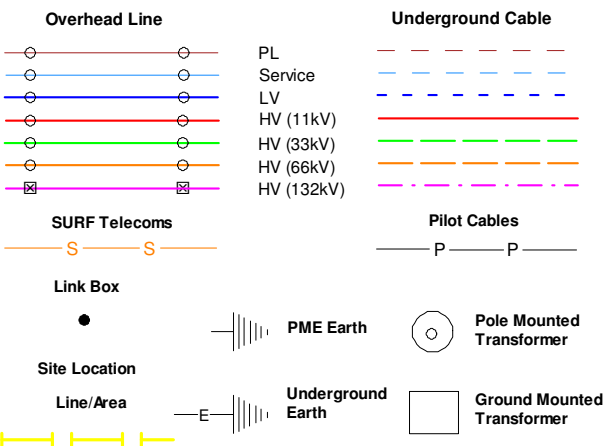 Overhead Line
Underground Cable
PL
Service
LV
HV (11kV)
HV (33kV)
HV (66kV)
HV (132kV)
SURF Telecoms
Pilot Cables
S S
P P
Link Box
PME Earth
Pole Mounted
Transformer
Site Location
Line/Area
E
Underground
Earth
Ground Mounted
Transformer